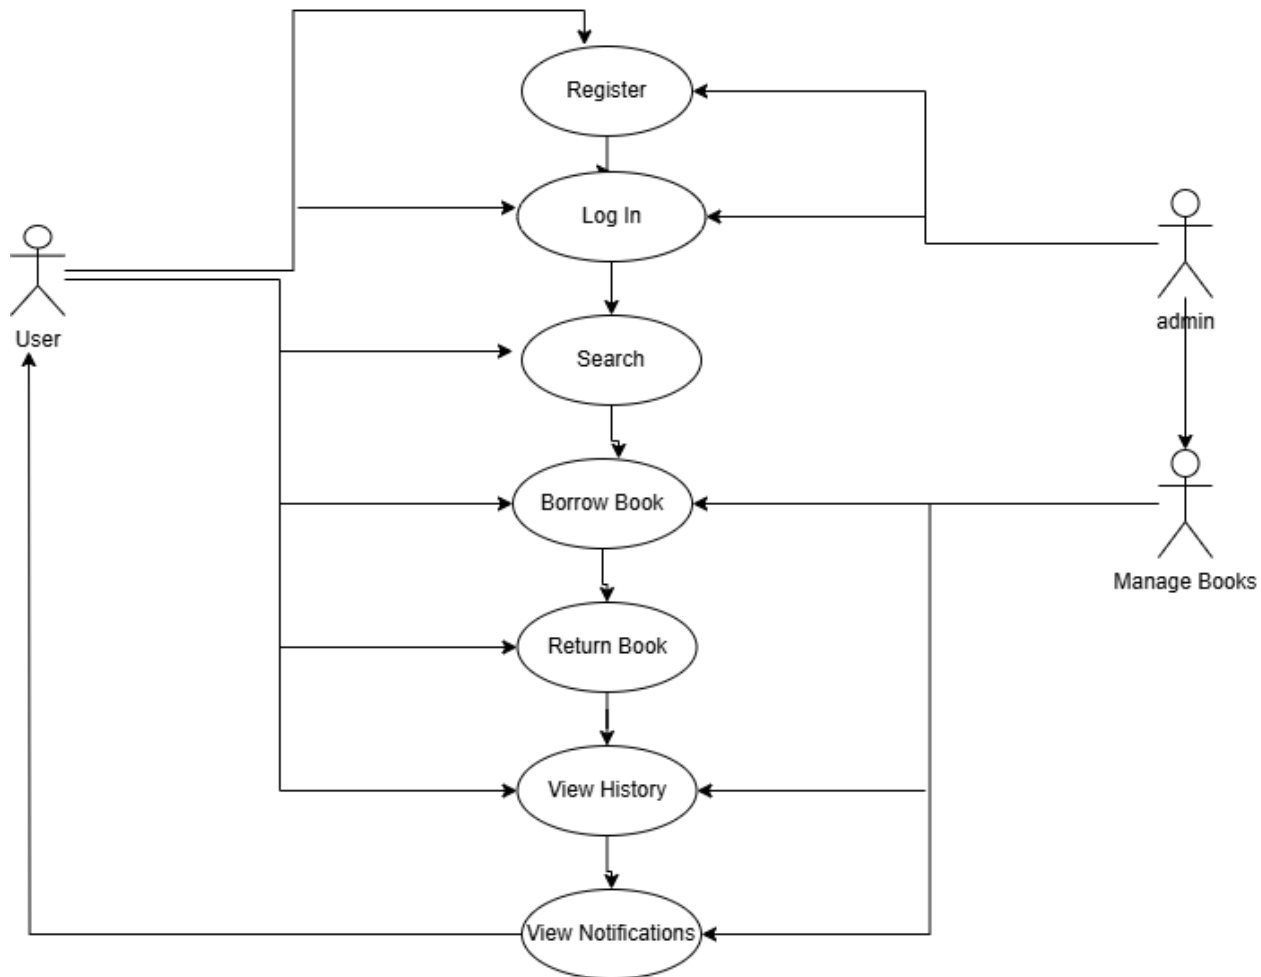 Register
Log In
User
admin
Search
Borrow Book
Manage Books
Return Book
View History
View Notifications